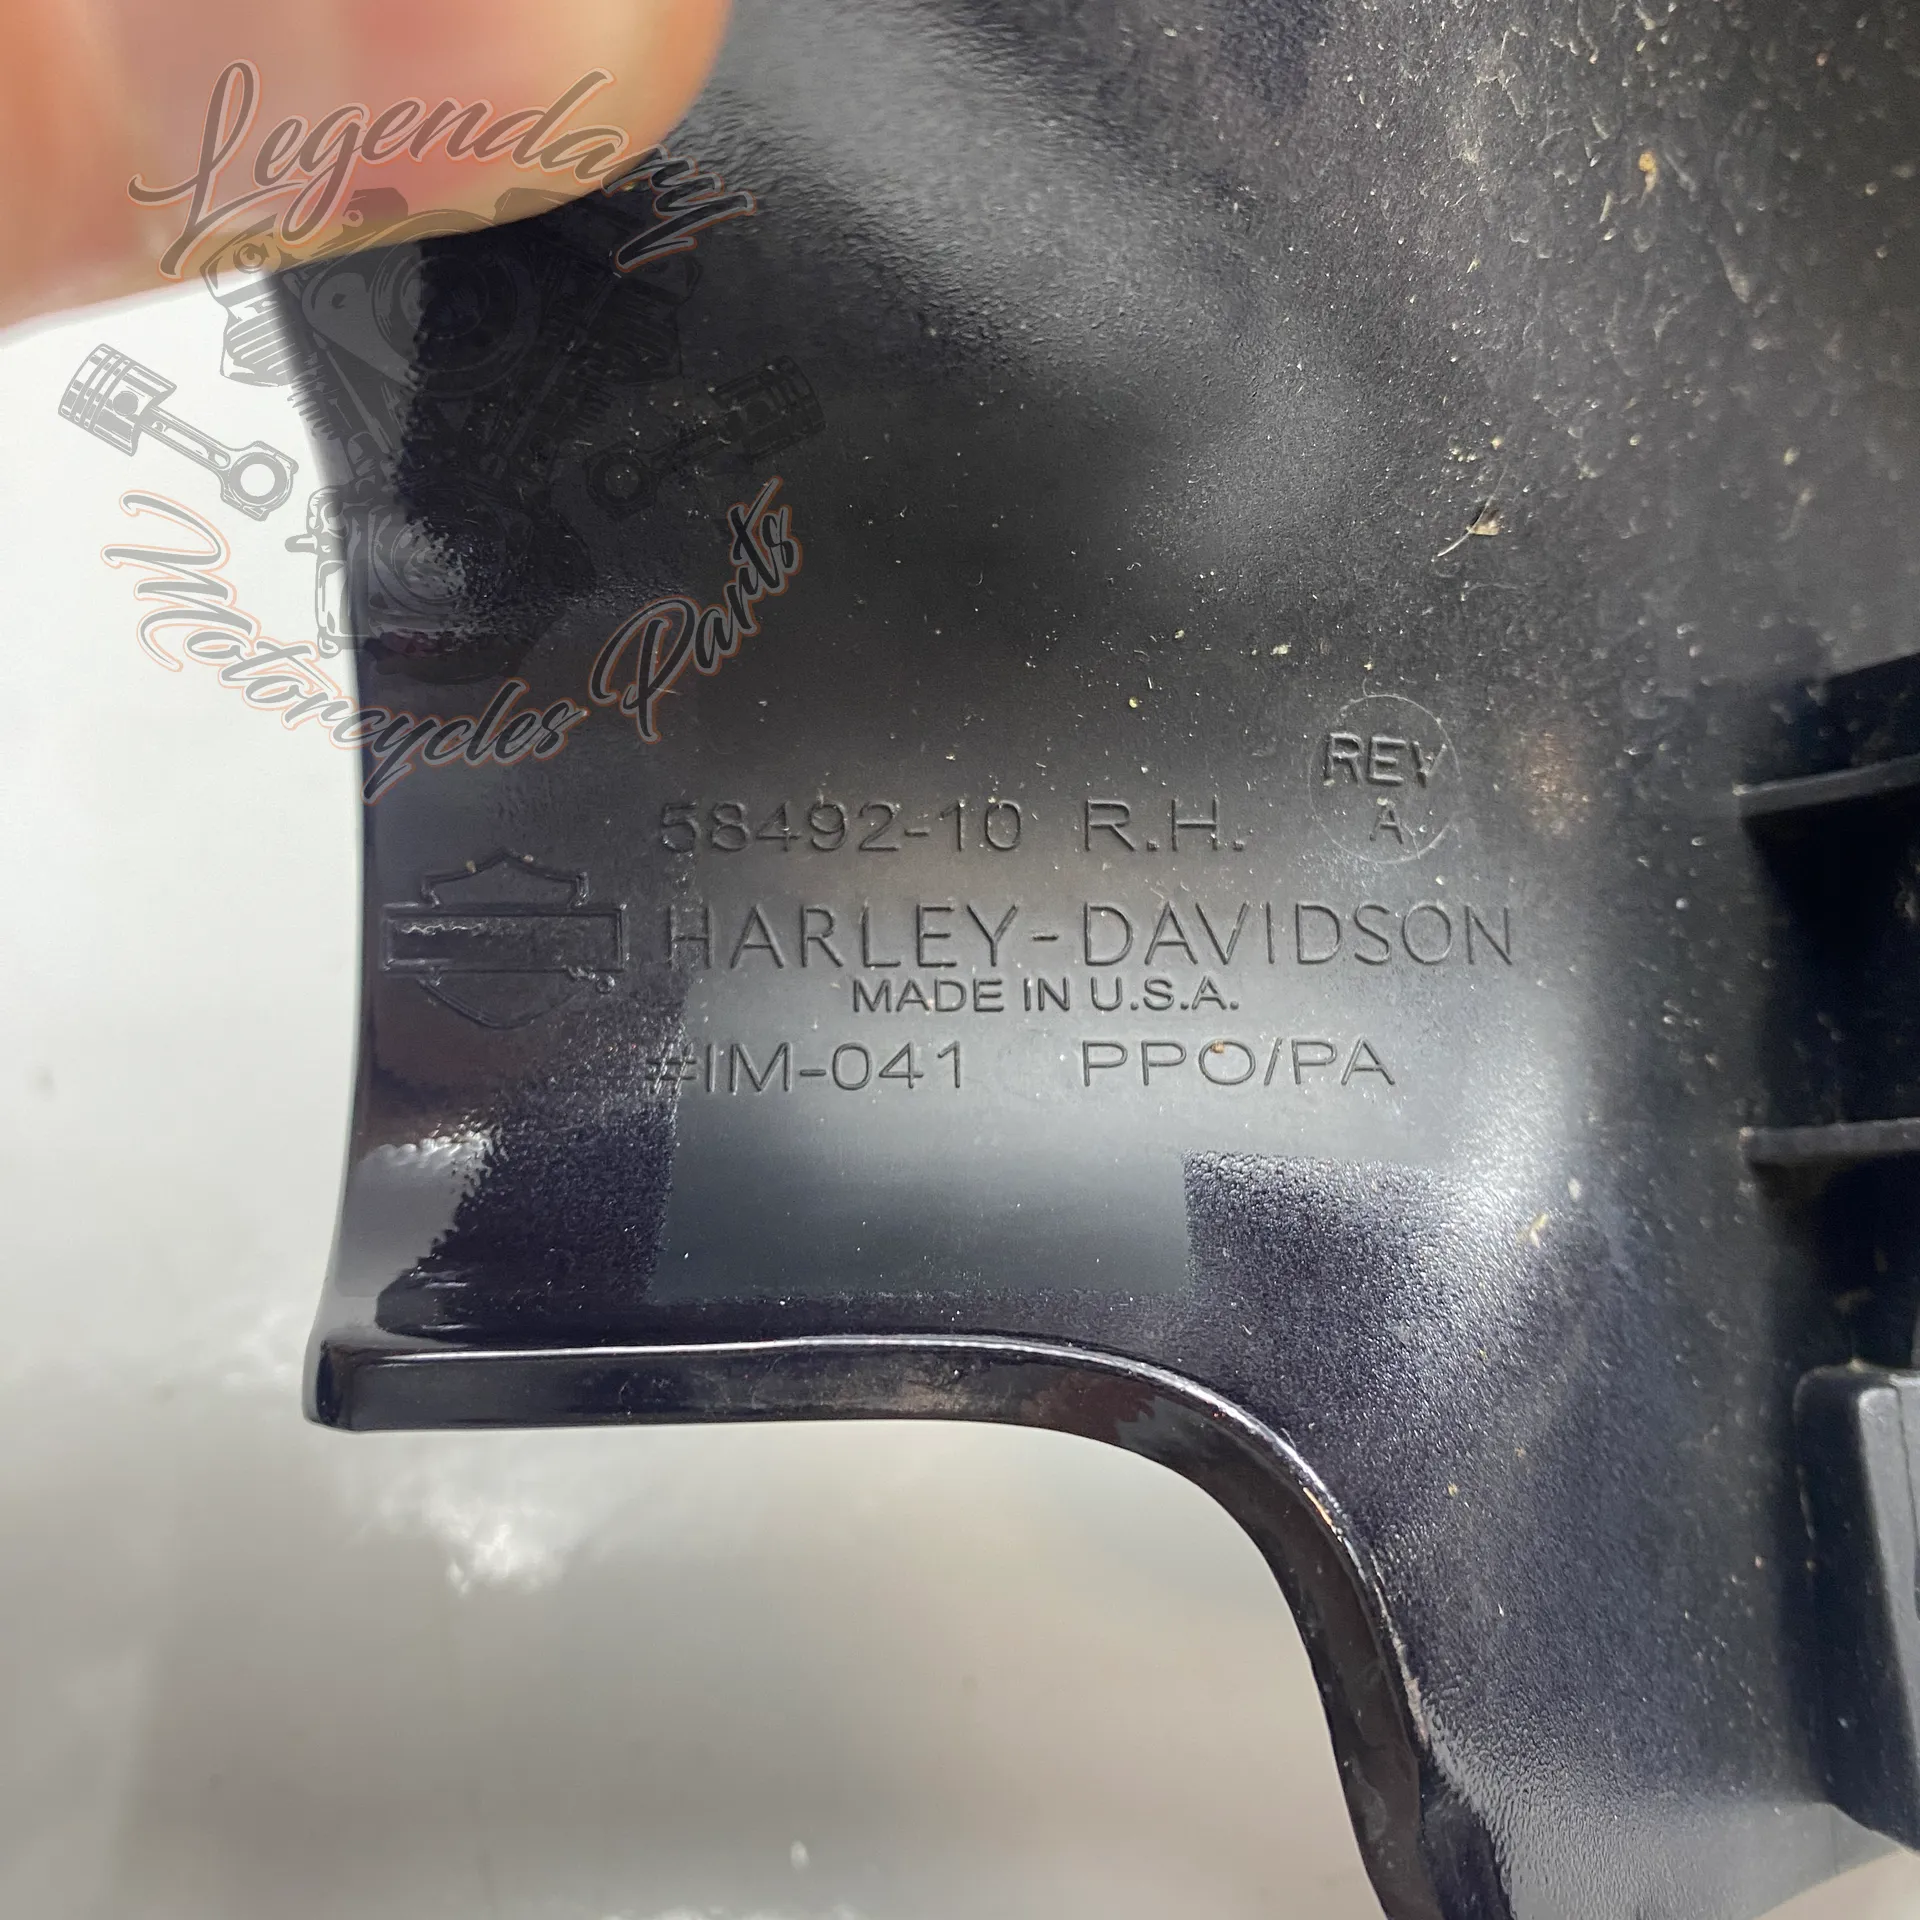 Legendary
Motorcycles Parts
REV
A
58492-10 R.H.
HARLEY-DAVIDSON
MADE IN U.S.A.
#IM-041 PPO/PA